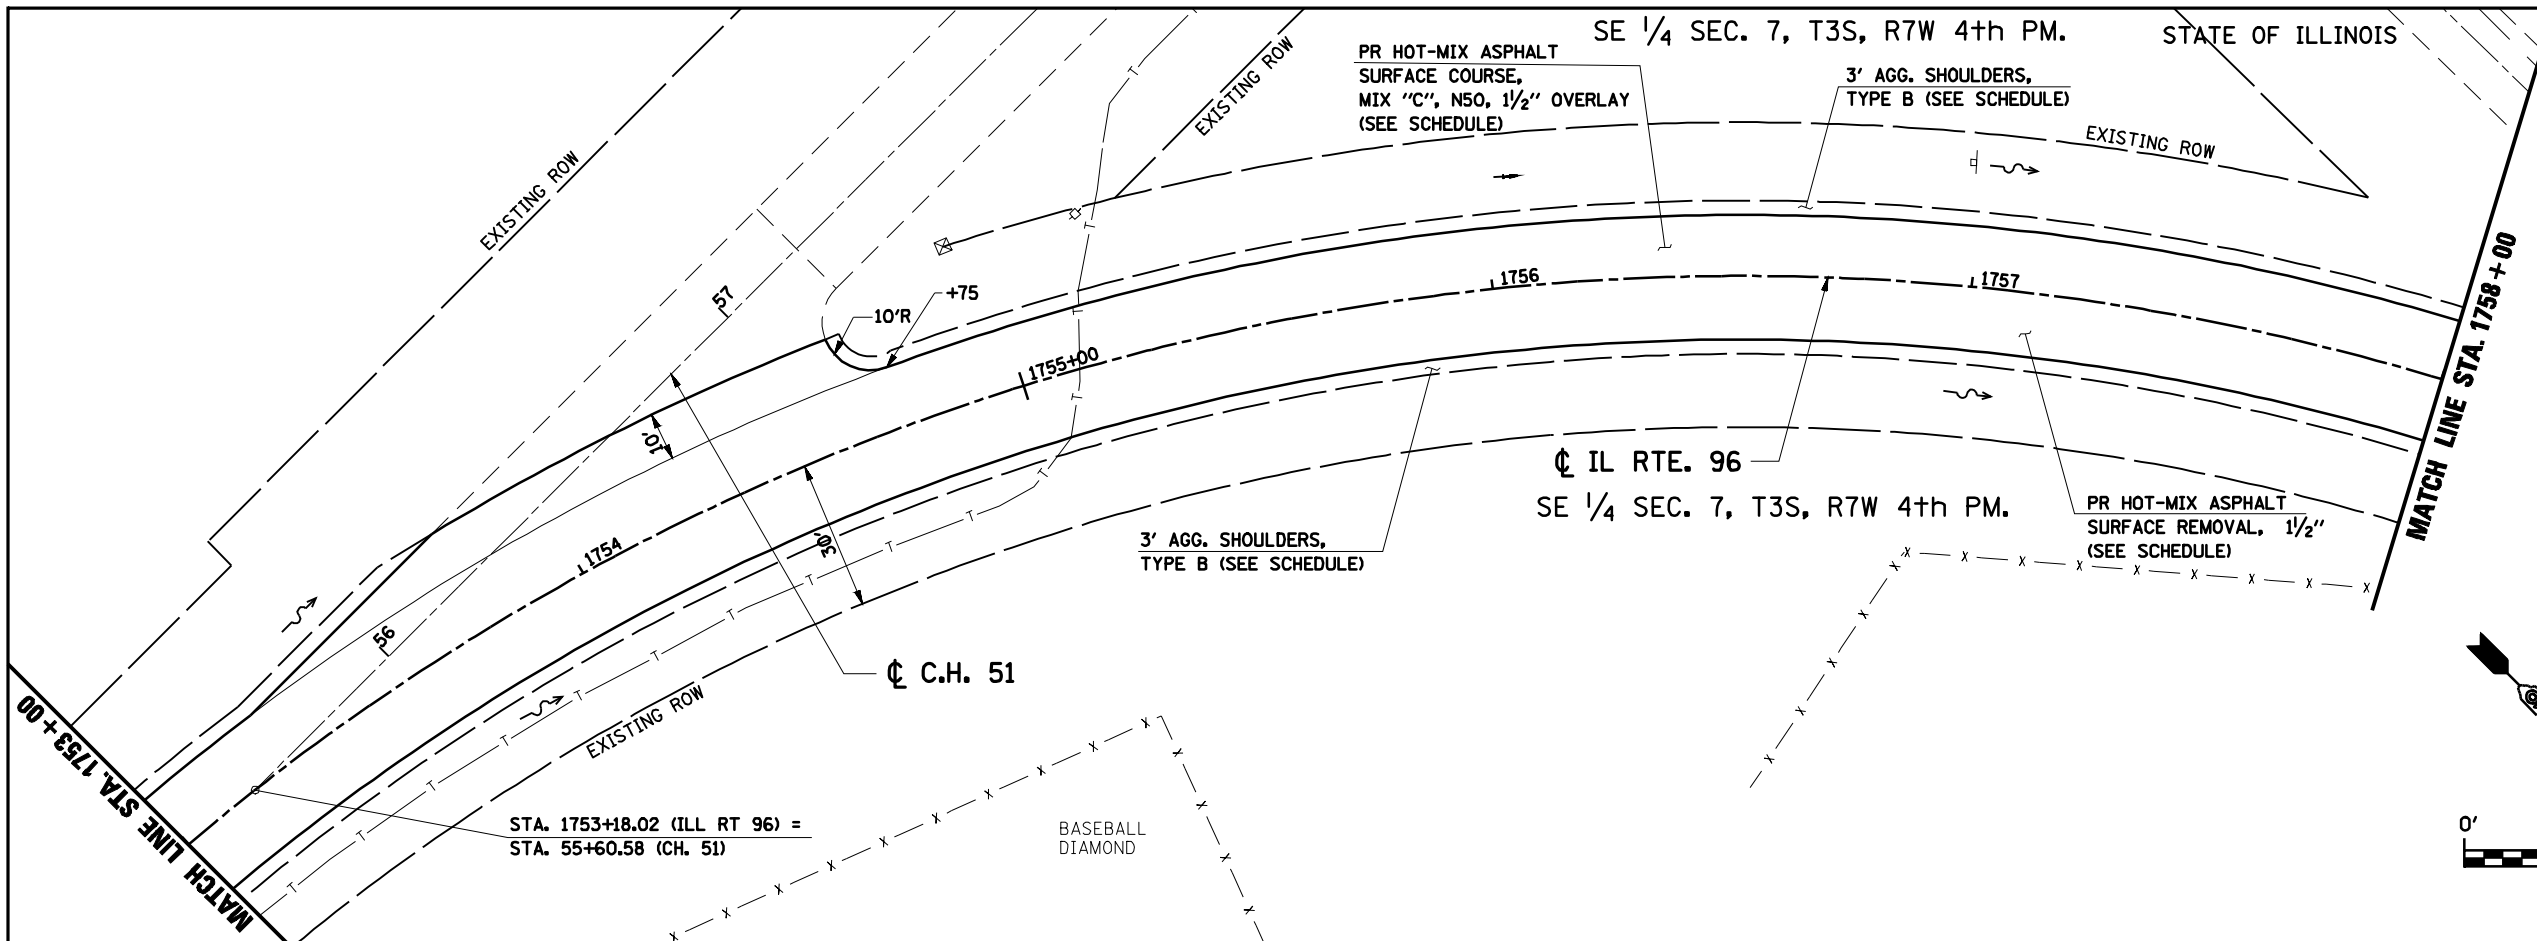 SE 1/4 SEC. 7, T3S, R7W 4th PM.
STATE OF ILLINOIS
PR HOT-MIX ASPHALT
SURFACE COURSE,
MIX "C", N50, 1 1/2" OVERLAY
(SEE SCHEDULE)
3' AGG. SHOULDERS,
TYPE B (SEE SCHEDULE)
EXISTING ROW
EXISTING ROW
EXISTING ROW
57
+75
10'R
1756
1757
1755+00
MATCH LINE STA. 1758+00
10'
30'
1754
56
℄ IL RTE. 96
SE 1/4 SEC. 7, T3S, R7W 4th PM.
3' AGG. SHOULDERS,
TYPE B (SEE SCHEDULE)
PR HOT-MIX ASPHALT
SURFACE REMOVAL, 1 1/2"
(SEE SCHEDULE)
℄ C.H. 51
EXISTING ROW
MATCH LINE STA. 1753+00
STA. 1753+18.02 (ILL RT 96) =
STA. 55+60.58 (CH. 51)
BASEBALL
DIAMOND
0'